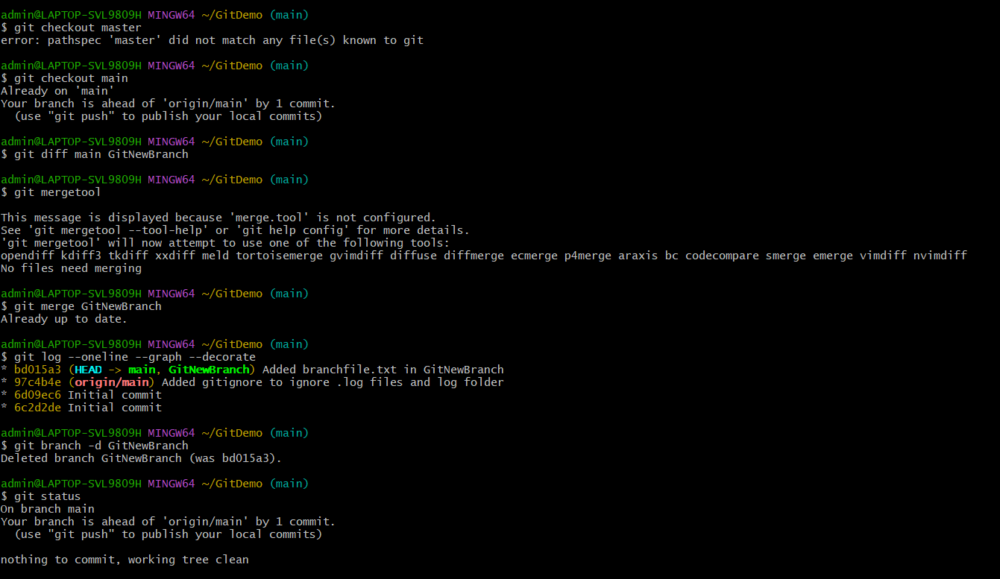 admin@LAPTOP-SVL9809H MINGW64 ~/GitDemo (main)
$ git checkout master
error: pathspec 'master' did not match any file(s) known to git
admin@LAPTOP-SVL9809H MINGW64 ~/GitDemo (main)
$ git checkout main
Already on 'main'
Your branch is ahead of 'origin/main' by 1 commit.
  (use "git push" to publish your local commits)
admin@LAPTOP-SVL9809H MINGW64 ~/GitDemo (main)
$ git diff main GitNewBranch
admin@LAPTOP-SVL9809H MINGW64 ~/GitDemo (main)
$ git mergetool
This message is displayed because 'merge.tool' is not configured.
See 'git mergetool --tool-help' or 'git help config' for more details.
'git mergetool' will now attempt to use one of the following tools:
opendiff kdiff3 tkdiff xxdiff meld tortoisemerge gvimdiff diffuse diffmerge ecmerge p4merge araxis bc codecompare smerge emerge vimdiff nvimdiff
No files need merging
admin@LAPTOP-SVL9809H MINGW64 ~/GitDemo (main)
$ git merge GitNewBranch
Already up to date.
admin@LAPTOP-SVL9809H MINGW64 ~/GitDemo (main)
$ git log --oneline --graph --decorate
* bd015a3 (HEAD -> main, GitNewBranch) Added branchfile.txt in GitNewBranch
* 97c4b4e (origin/main) Added gitignore to ignore .log files and log folder
* 6d09ec6 Initial commit
* 6c2d2de Initial commit
admin@LAPTOP-SVL9809H MINGW64 ~/GitDemo (main)
$ git branch -d GitNewBranch
Deleted branch GitNewBranch (was bd015a3).
admin@LAPTOP-SVL9809H MINGW64 ~/GitDemo (main)
$ git status
On branch main
Your branch is ahead of 'origin/main' by 1 commit.
  (use "git push" to publish your local commits)
nothing to commit, working tree clean